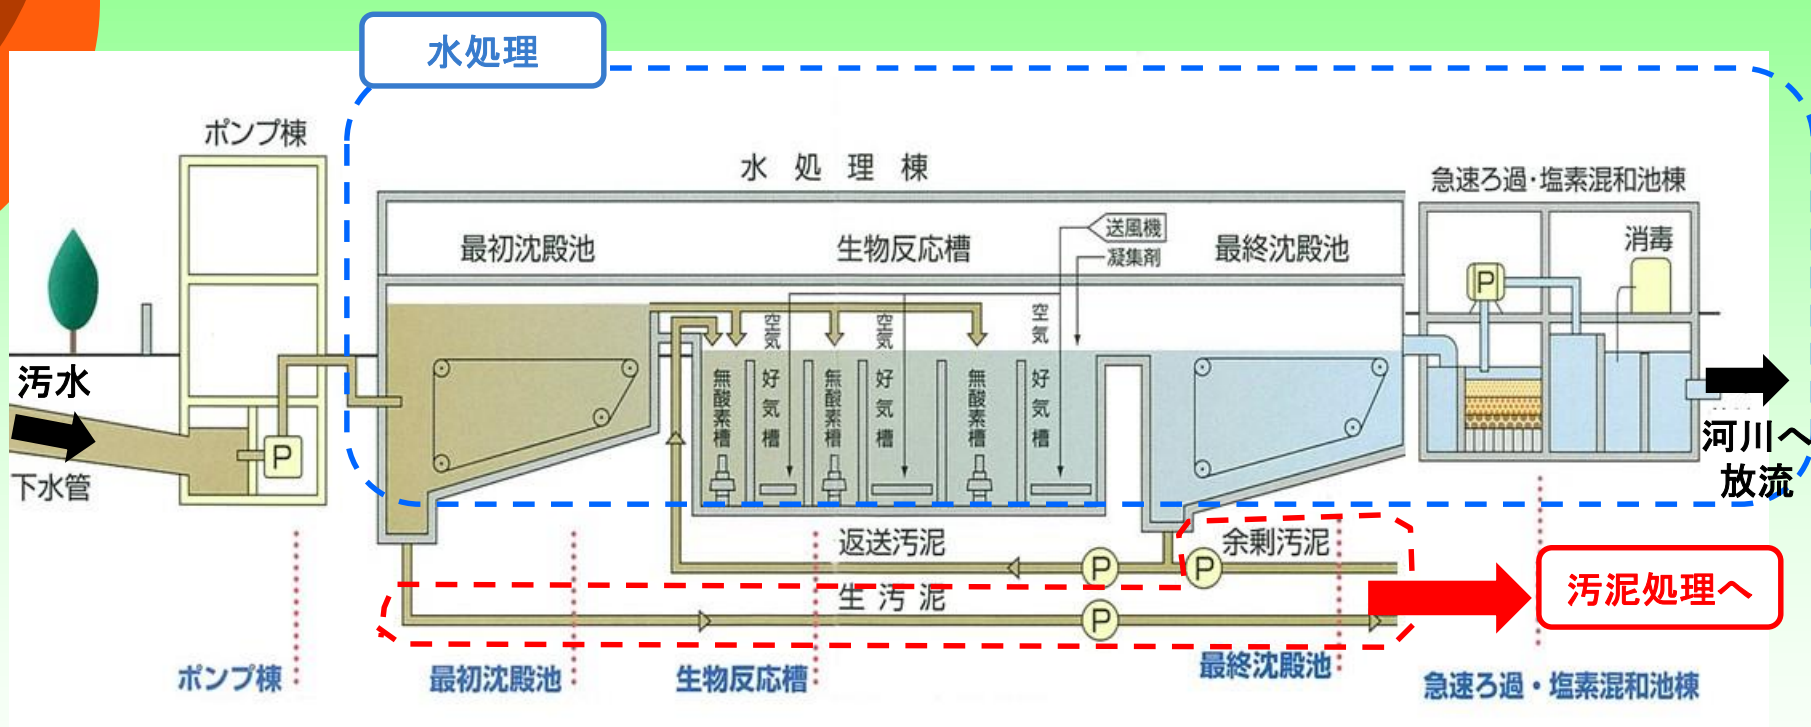 水処理
ポンプ棟
水処理棟
急速ろ過・塩素混和池棟
最初沈殿池
生物反応槽
送風機
凝集剤
最終沈殿池
消毒
P
空気
空気
空気
汚水
無酸素槽
好気槽
無酸素槽
好気槽
無酸素槽
好気槽
P
下水管
河川へ
放流
返送汚泥
P
P
余剰汚泥
生汚泥
P
汚泥処理へ
ポンプ棟
最初沈殿池
生物反応槽
最終沈殿池
急速ろ過・塩素混和池棟